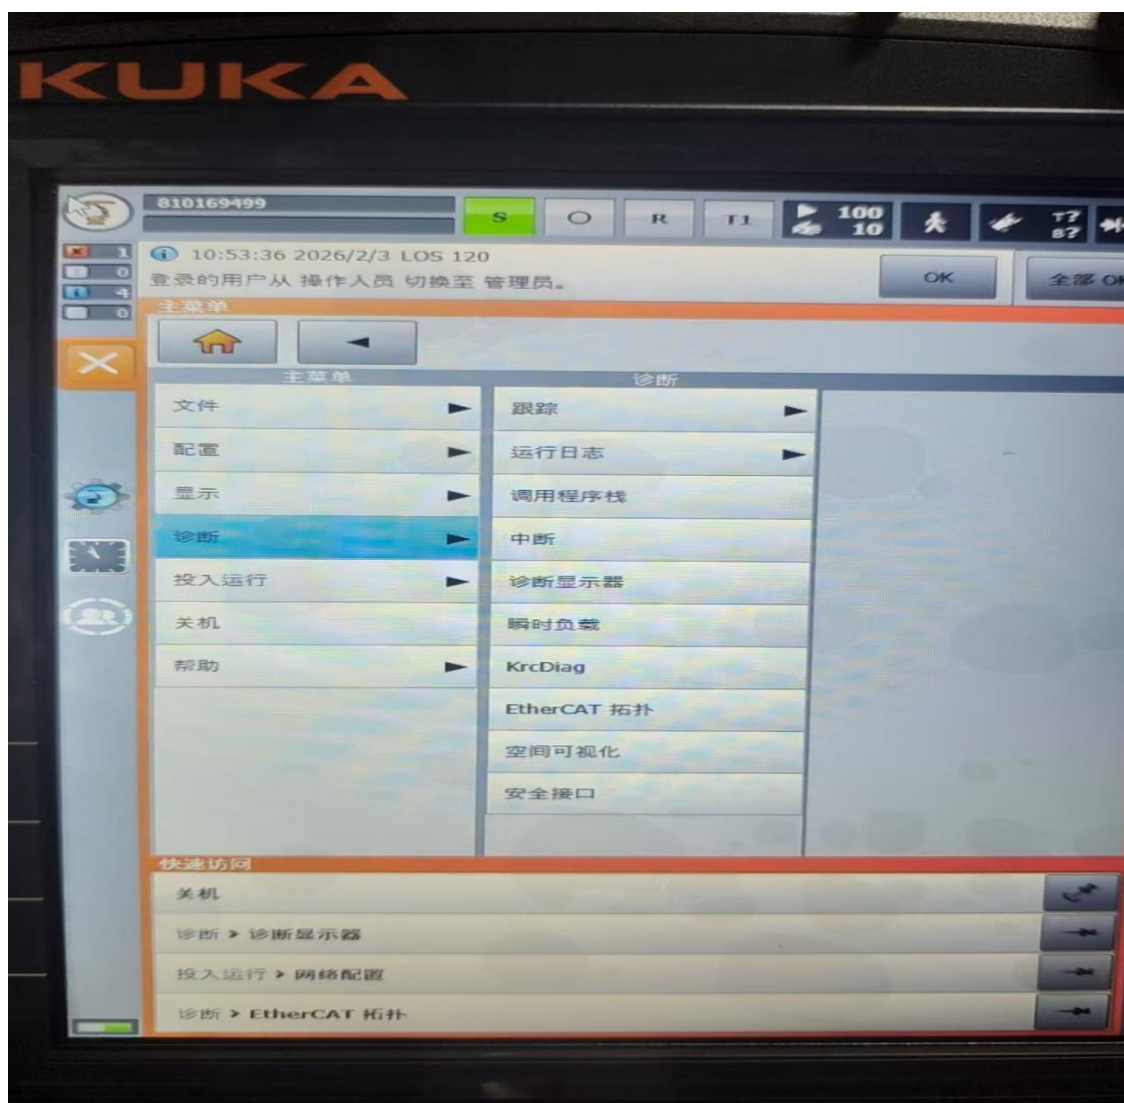 KUKA
810169499
S O R T1 100 10 T? B?
1 10:53:36 2026/2/3 LOS 120
0 登录的用户从 操作人员 切换至 管理员。 OK 全部 OK
4
0
主菜单
主菜单 诊断
文件 跟踪
配置 运行日志
显示 调用程序栈
诊断 中断
投入运行 诊断显示器
关机 瞬时负载
帮助 KrcDiag
EtherCAT 拓扑
空间可视化
安全接口
快速访问
关机
诊断 > 诊断显示器
投入运行 > 网络配置
诊断 > EtherCAT 拓扑